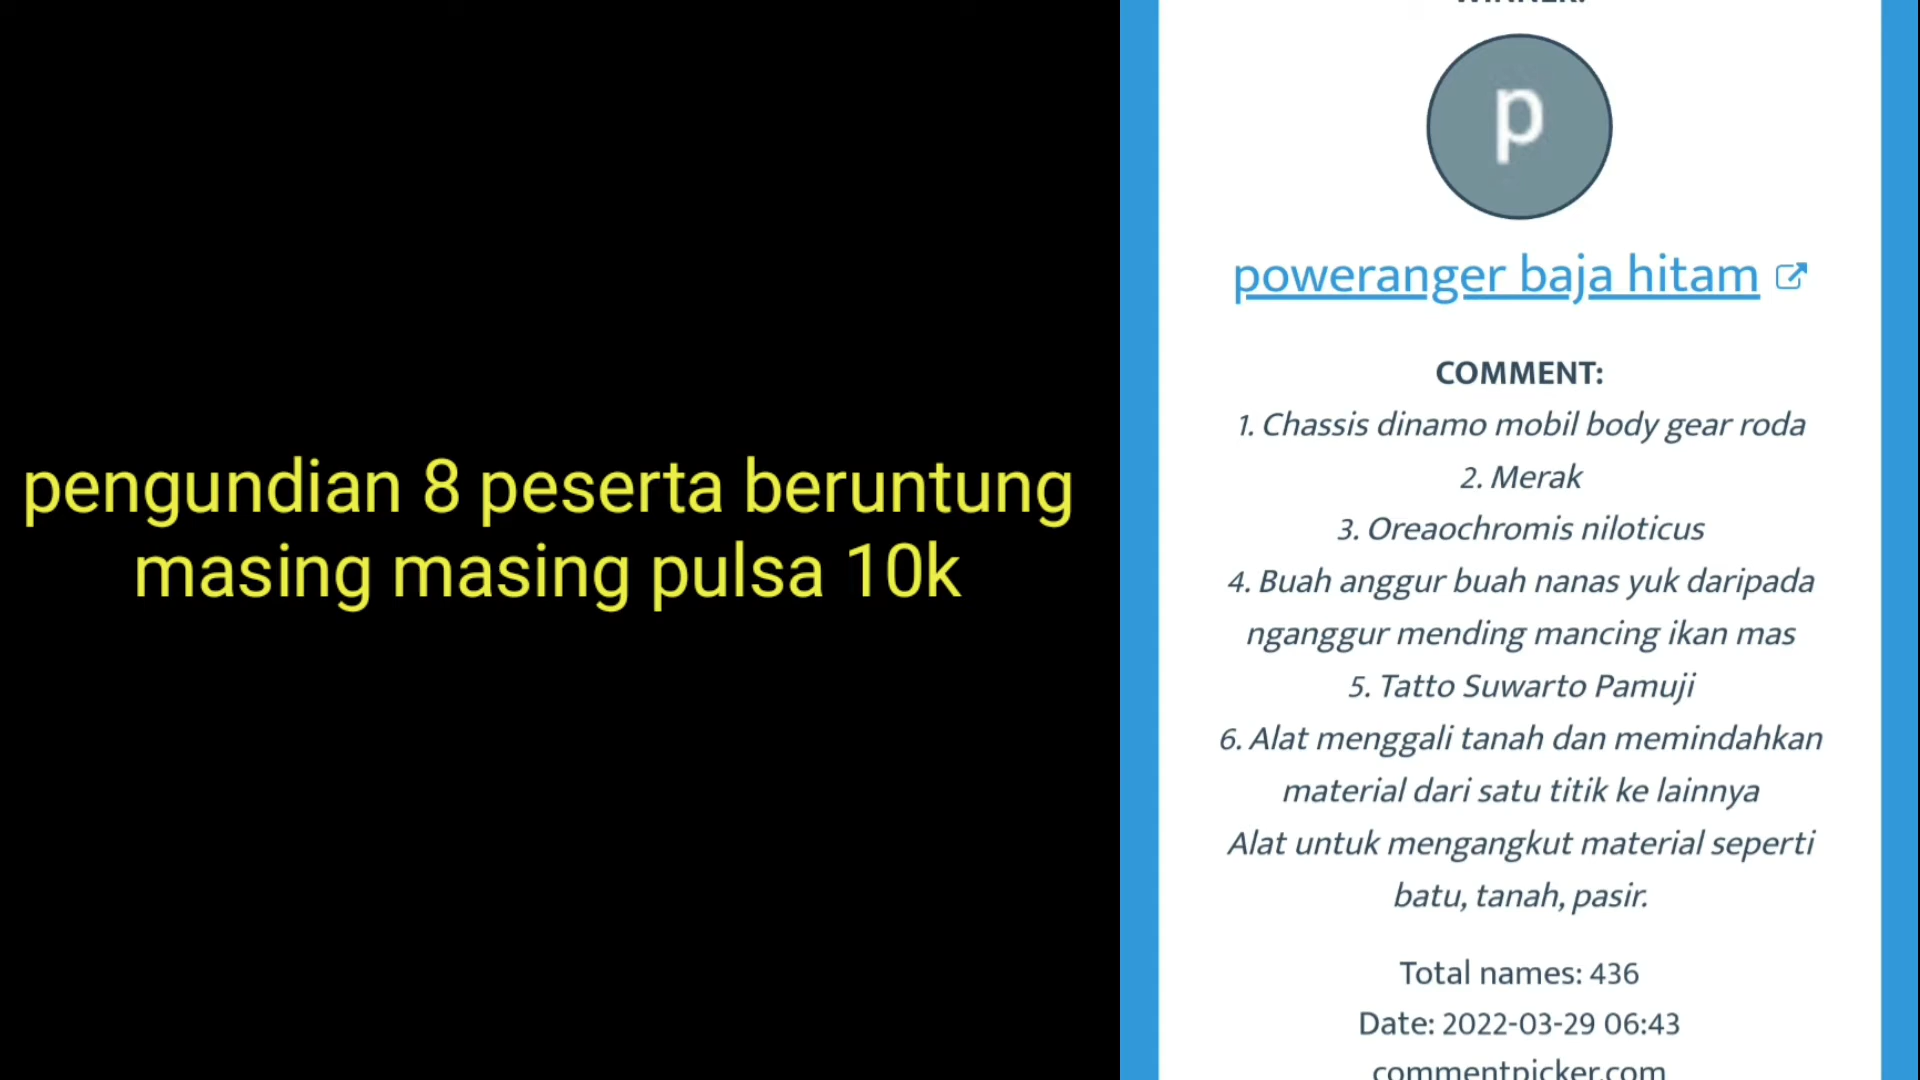 pengundian 8 peserta beruntung
masing masing pulsa 10k
WINNER:
p
poweranger baja hitam
COMMENT:
1. Chassis dinamo mobil body gear roda
2. Merak
3. Oreaochromis niloticus
4. Buah anggur buah nanas yuk daripada
nganggur mending mancing ikan mas
5. Tatto Suwarto Pamuji
6. Alat menggali tanah dan memindahkan
material dari satu titik ke lainnya
Alat untuk mengangkut material seperti
batu, tanah, pasir.
Total names: 436
Date: 2022-03-29 06:43
commentpicker.com